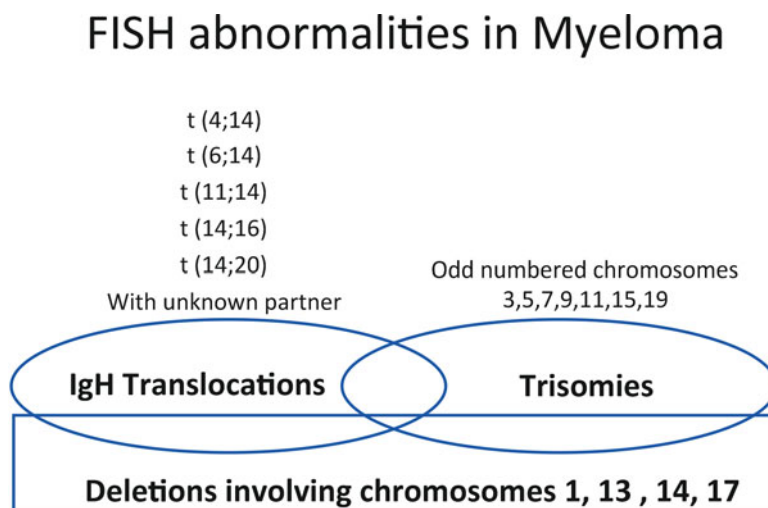 FISH abnormalities in Myeloma
t (4;14)
t (6;14)
t (11;14)
t (14;16)
t (14;20)
With unknown partner
Odd numbered chromosomes
3,5,7,9,11,15,19
IgH Translocations
Trisomies
Deletions involving chromosomes 1, 13 , 14, 17